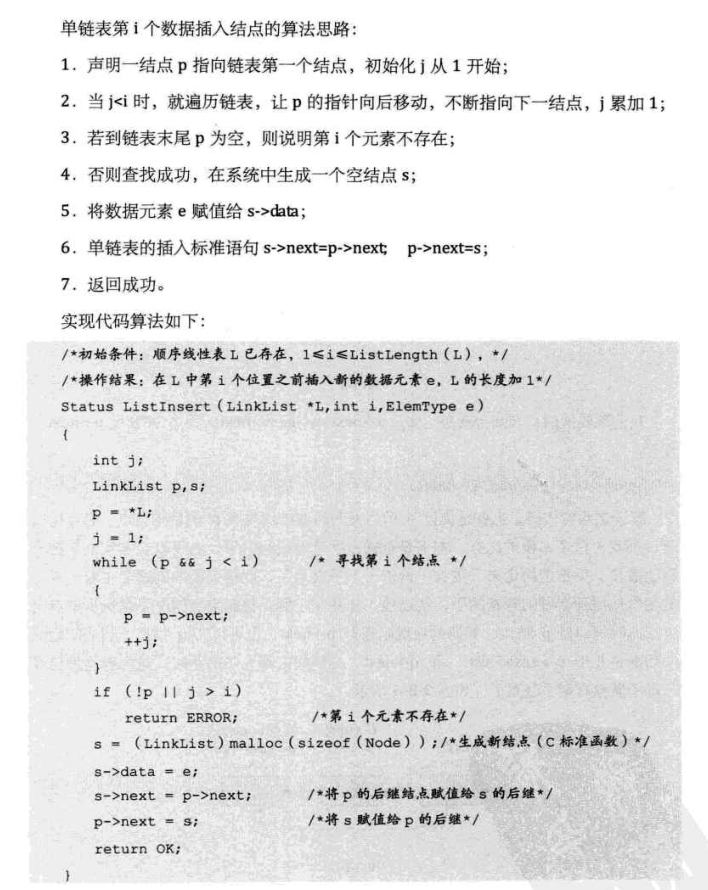 单链表第 i 个数据插入结点的算法思路：
1．声明一结点 p 指向链表第一个结点，初始化 j 从 1 开始；
2．当 j<i 时，就遍历链表，让 p 的指针向后移动，不断指向下一结点，j 累加 1；
3．若到链表末尾 p 为空，则说明第 i 个元素不存在；
4．否则查找成功，在系统中生成一个空结点 s；
5．将数据元素 e 赋值给 s->data；
6．单链表的插入标准语句 s->next=p->next; p->next=s；
7．返回成功。
实现代码算法如下：
/*初始条件：顺序线性表 L 已存在，1≤i≤ListLength（L），*/
/*操作结果：在 L 中第 i 个位置之前插入新的数据元素 e，L 的长度加 1*/
Status ListInsert（LinkList *L,int i,ElemType e）
{
int j;
LinkList p,s;
p = *L;
j = 1;
while （p && j < i） /* 寻找第 i 个结点 */
{
p = p->next;
++j;
}
if （!p || j > i）
return ERROR; /*第 i 个元素不存在*/
s = （LinkList）malloc（sizeof（Node））;/*生成新结点（C 标准函数）*/
s->data = e;
s->next = p->next; /*将 p 的后继结点赋值给 s 的后继*/
p->next = s; /*将 s 赋值给 p 的后继*/
return OK;
}